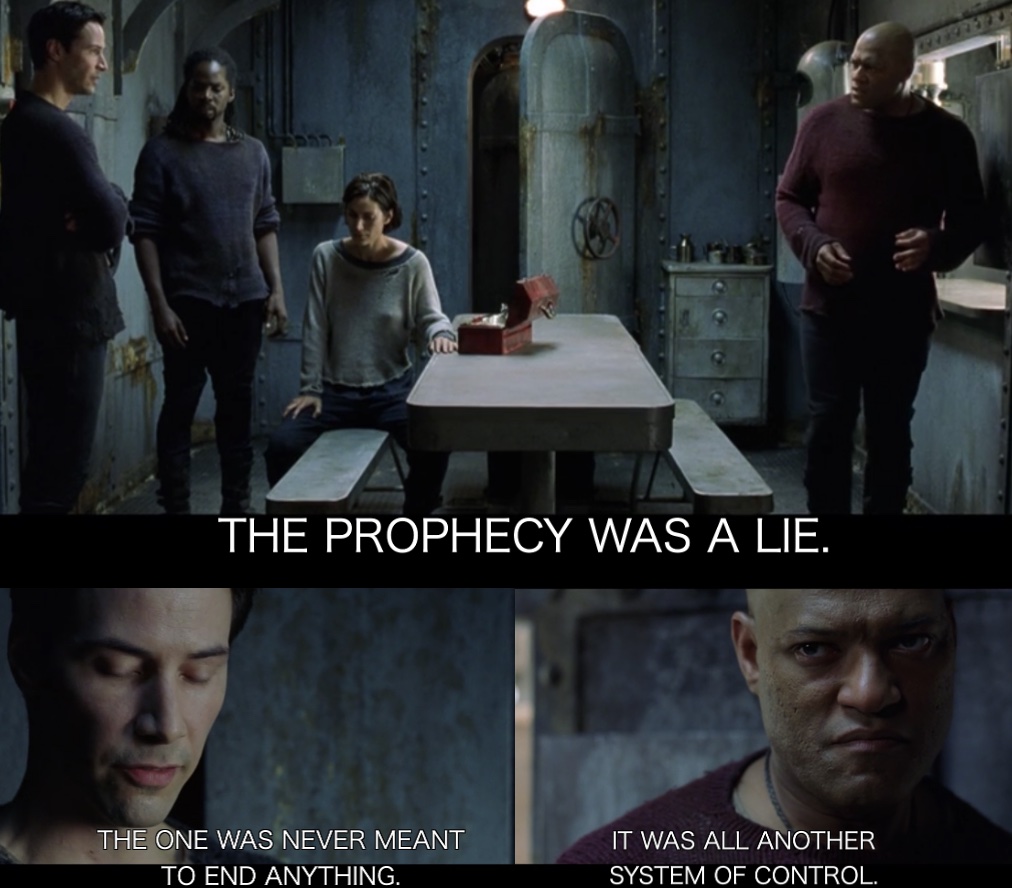 THE PROPHECY WAS A LIE.
THE ONE WAS NEVER MEANT
TO END ANYTHING.
IT WAS ALL ANOTHER
SYSTEM OF CONTROL.